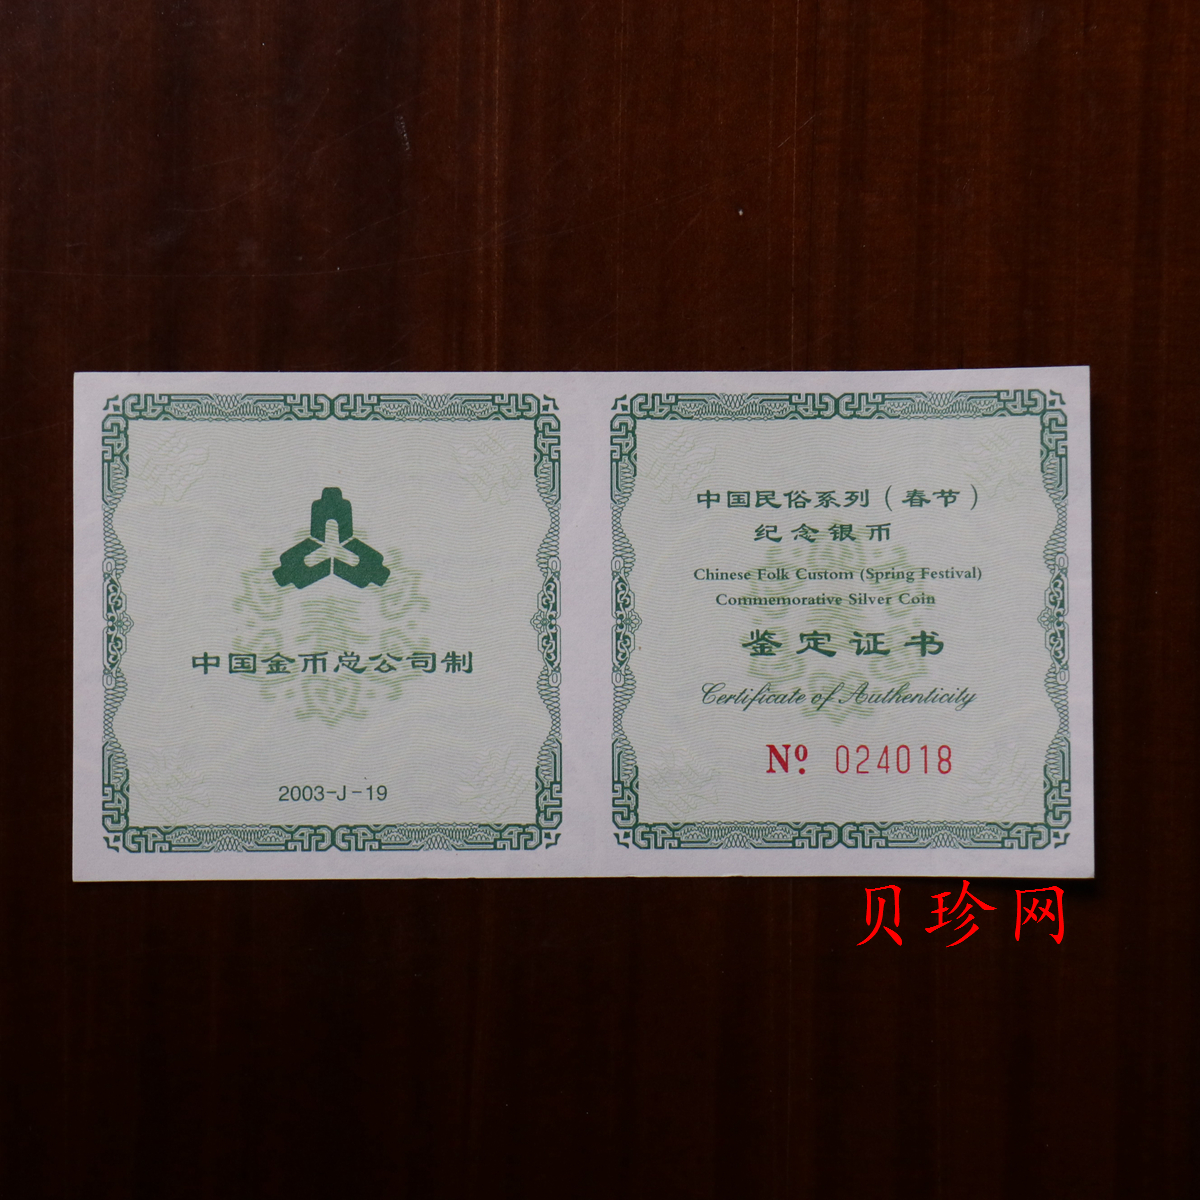 中国金币总公司制
2003-J-19
中国民俗系列（春节）
纪念银币
Chinese Folk Custom (Spring Festival)
Commemorative Silver Coin
鉴定证书
Certificate of Authenticity
Nº 024018
贝珍网